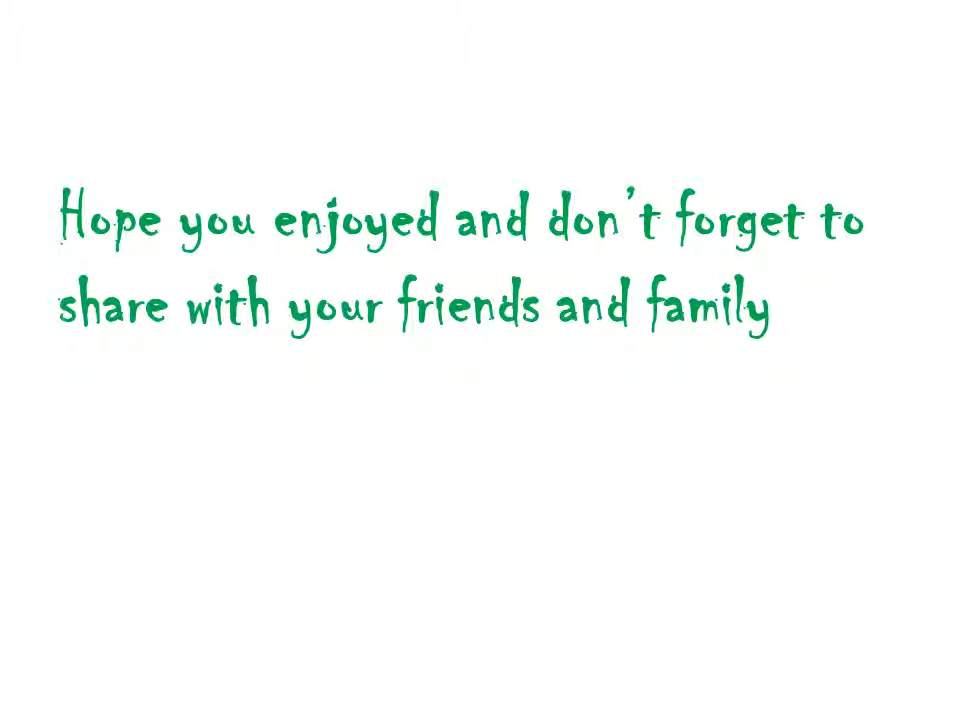 Hope you enjoyed and don’t forget to
share with your friends and family